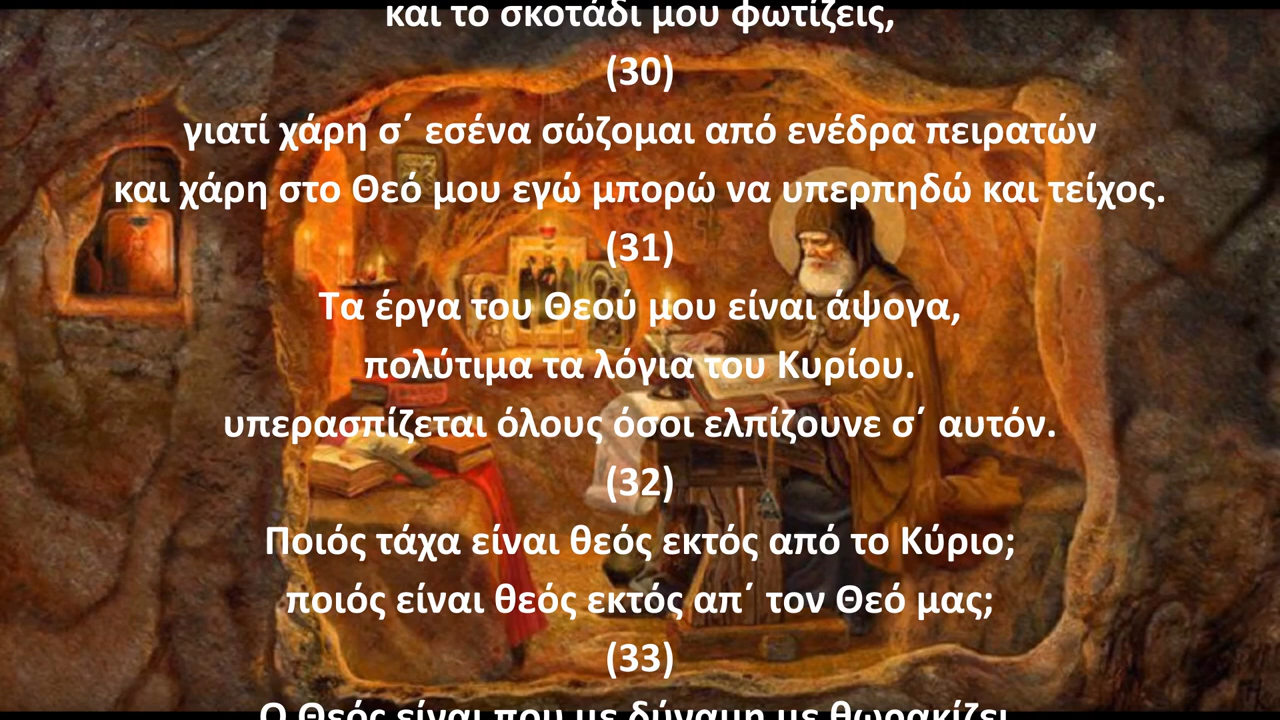 και το σκοτάδι μου φωτίζεις,
(30)
γιατί χάρη σ΄ εσένα σώζομαι από ενέδρα πειρατών
και χάρη στο Θεό μου εγώ μπορώ να υπερπηδώ και τείχος.
(31)
Τα έργα του Θεού μου είναι άψογα,
πολύτιμα τα λόγια του Κυρίου.
υπερασπίζεται όλους όσοι ελπίζουνε σ΄ αυτόν.
(32)
Ποιός τάχα είναι θεός εκτός από το Κύριο;
ποιός είναι θεός εκτός απ΄ τον Θεό μας;
(33)
Ο Θεός είναι που με δύναμη με θωρακίζει